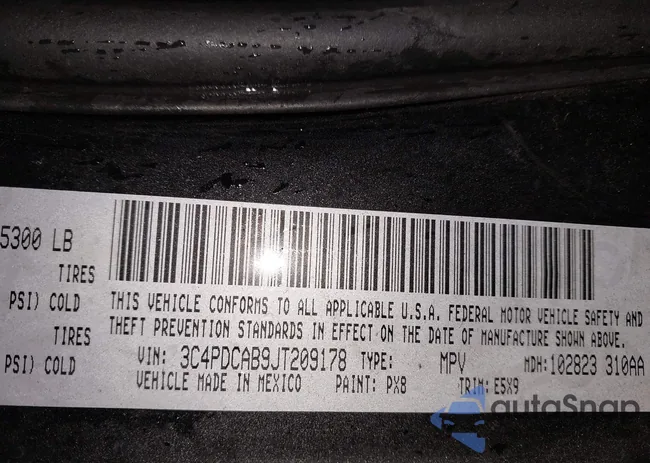 5300 LB
TIRES
PSI) COLD
TIRES
PSI) COLD
THIS VEHICLE CONFORMS TO ALL APPLICABLE U.S.A. FEDERAL MOTOR VEHICLE SAFETY AND
THEFT PREVENTION STANDARDS IN EFFECT ON THE DATE OF MANUFACTURE SHOWN ABOVE.
VIN: 3C4PDCAB9JT209178 TYPE: MPV MDH: 102823 310AA
VEHICLE MADE IN MEXICO PAINT: PX8 TRIM: E5X9
autoSnap